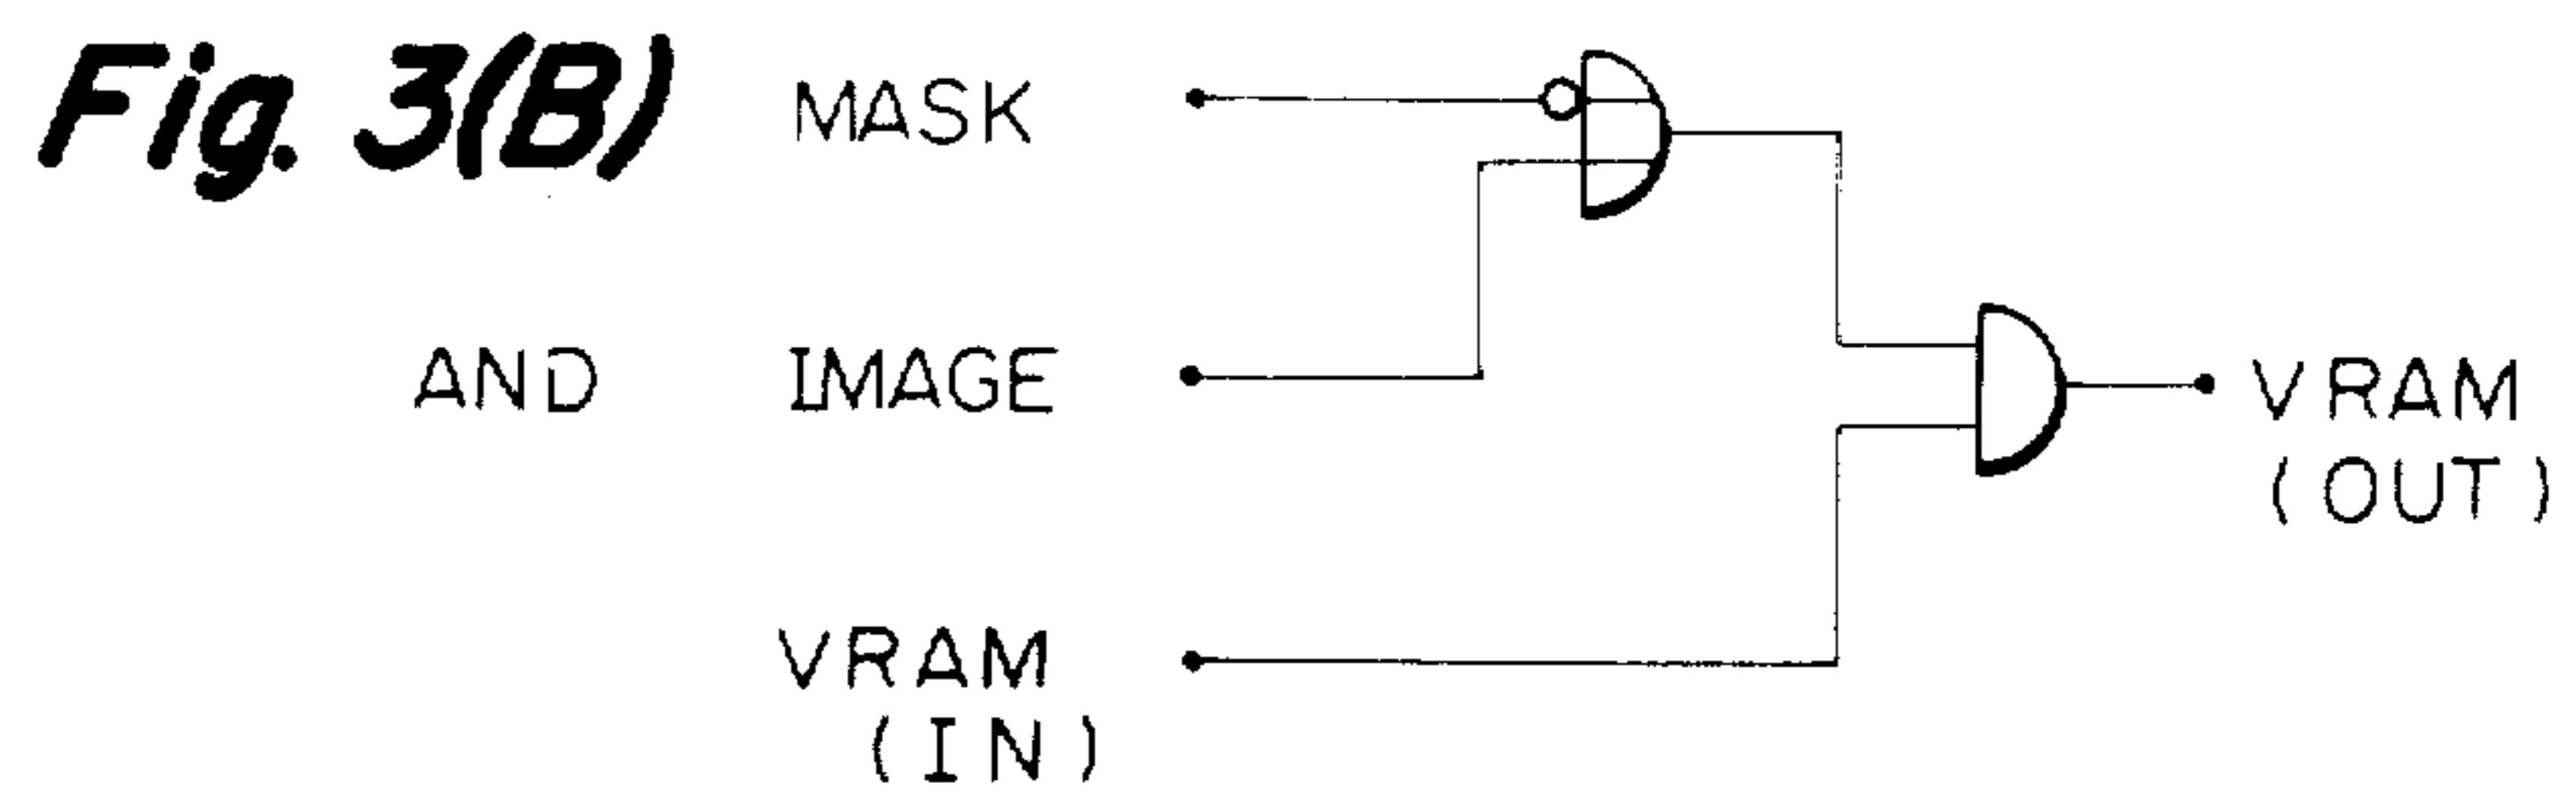 Fig. 3(B)
MASK
AND IMAGE
VRAM
(OUT)
VRAM
(IN)